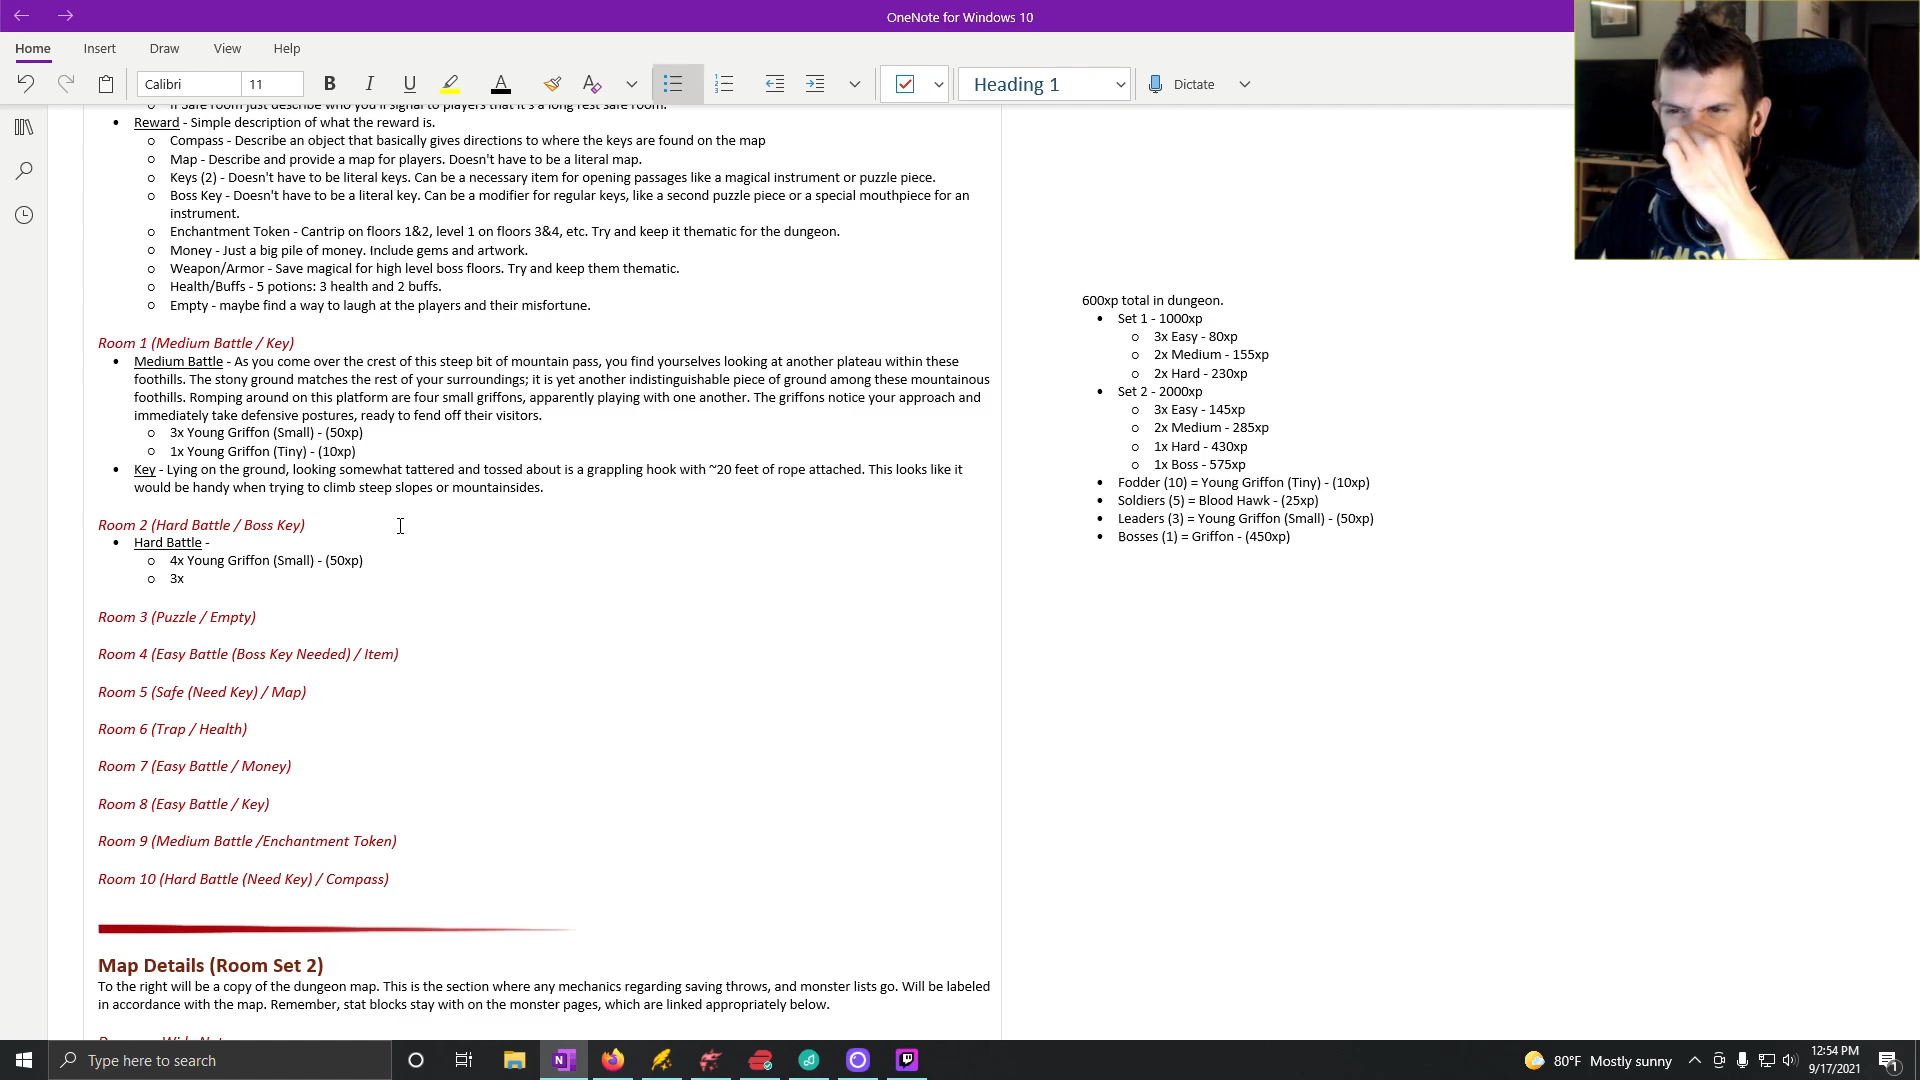 OneNote for Windows 10
Home Insert Draw View Help
Calibri 11 B I U A A Heading 1 Dictate
If Safe room just describe who you'll signal to players that it's a long rest safe room.
Reward - Simple description of what the reward is.
Compass - Describe an object that basically gives directions to where the keys are found on the map
Map - Describe and provide a map for players. Doesn't have to be a literal map.
Keys (2) - Doesn't have to be literal keys. Can be a necessary item for opening passages like a magical instrument or puzzle piece.
Boss Key - Doesn't have to be a literal key. Can be a modifier for regular keys, like a second puzzle piece or a special mouthpiece for an
instrument.
Enchantment Token - Cantrip on floors 1&2, level 1 on floors 3&4, etc. Try and keep it thematic for the dungeon.
Money - Just a big pile of money. Include gems and artwork.
Weapon/Armor - Save magical for high level boss floors. Try and keep them thematic.
Health/Buffs - 5 potions: 3 health and 2 buffs.
Empty - maybe find a way to laugh at the players and their misfortune.
Room 1 (Medium Battle / Key)
Medium Battle - As you come over the crest of this steep bit of mountain pass, you find yourselves looking at another plateau within these
foothills. The stony ground matches the rest of your surroundings; it is yet another indistinguishable piece of ground among these mountainous
foothills. Romping around on this platform are four small griffons, apparently playing with one another. The griffons notice your approach and
immediately take defensive postures, ready to fend off their visitors.
3x Young Griffon (Small) - (50xp)
1x Young Griffon (Tiny) - (10xp)
Key - Lying on the ground, looking somewhat tattered and tossed about is a grappling hook with ~20 feet of rope attached. This looks like it
would be handy when trying to climb steep slopes or mountainsides.
Room 2 (Hard Battle / Boss Key)
Hard Battle -
4x Young Griffon (Small) - (50xp)
3x
Room 3 (Puzzle / Empty)
Room 4 (Easy Battle (Boss Key Needed) / Item)
Room 5 (Safe (Need Key) / Map)
Room 6 (Trap / Health)
Room 7 (Easy Battle / Money)
Room 8 (Easy Battle / Key)
Room 9 (Medium Battle /Enchantment Token)
Room 10 (Hard Battle (Need Key) / Compass)
Map Details (Room Set 2)
To the right will be a copy of the dungeon map. This is the section where any mechanics regarding saving throws, and monster lists go. Will be labeled
in accordance with the map. Remember, stat blocks stay with on the monster pages, which are linked appropriately below.
600xp total in dungeon.
Set 1 - 1000xp
3x Easy - 80xp
2x Medium - 155xp
2x Hard - 230xp
Set 2 - 2000xp
3x Easy - 145xp
2x Medium - 285xp
1x Hard - 430xp
1x Boss - 575xp
Fodder (10) = Young Griffon (Tiny) - (10xp)
Soldiers (5) = Blood Hawk - (25xp)
Leaders (3) = Young Griffon (Small) - (50xp)
Bosses (1) = Griffon - (450xp)
Type here to search
80°F Mostly sunny
12:54 PM
9/17/2021
1